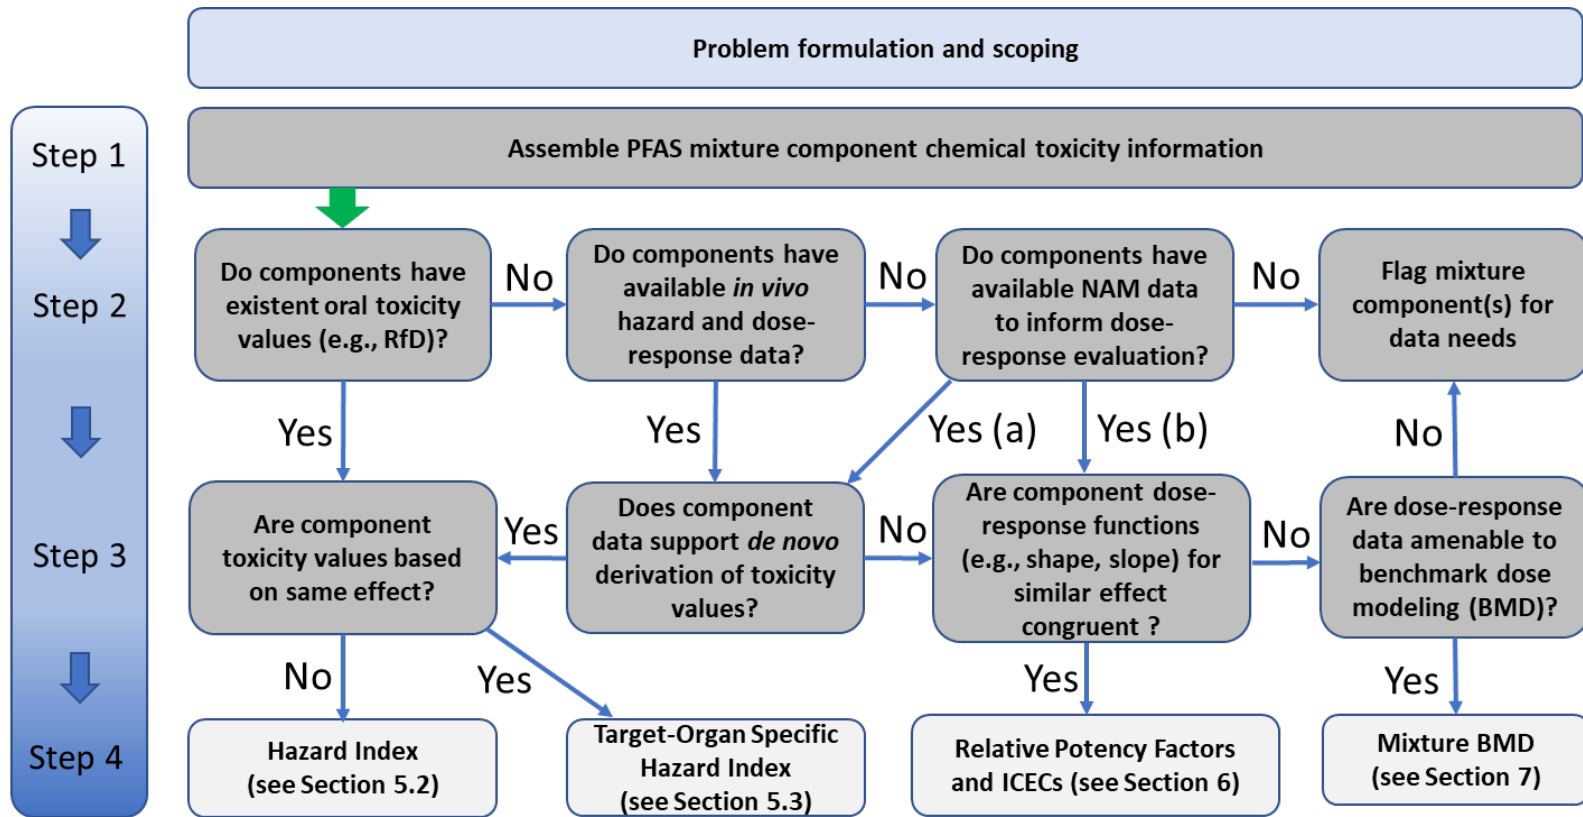 Problem formulation and scoping
Step 1
Assemble PFAS mixture component chemical toxicity information
Step 2
Do components have
existent oral toxicity
values (e.g., RfD)?
No
Do components have
available in vivo
hazard and dose-
response data?
No
Do components have
available NAM data
to inform dose-
response evaluation?
No
Flag mixture
component(s) for
data needs
Yes
Yes
Yes (a)
Yes (b)
No
Step 3
Are component
toxicity values based
on same effect?
Yes
Does component
data support de novo
derivation of toxicity
values?
No
Are component dose-
response functions
(e.g., shape, slope) for
similar effect
congruent ?
No
Are dose-response
data amenable to
benchmark dose
modeling (BMD)?
No
Yes
Yes
Yes
Step 4
Hazard Index
(see Section 5.2)
Target-Organ Specific
Hazard Index
(see Section 5.3)
Relative Potency Factors
and ICECs (see Section 6)
Mixture BMD
(see Section 7)